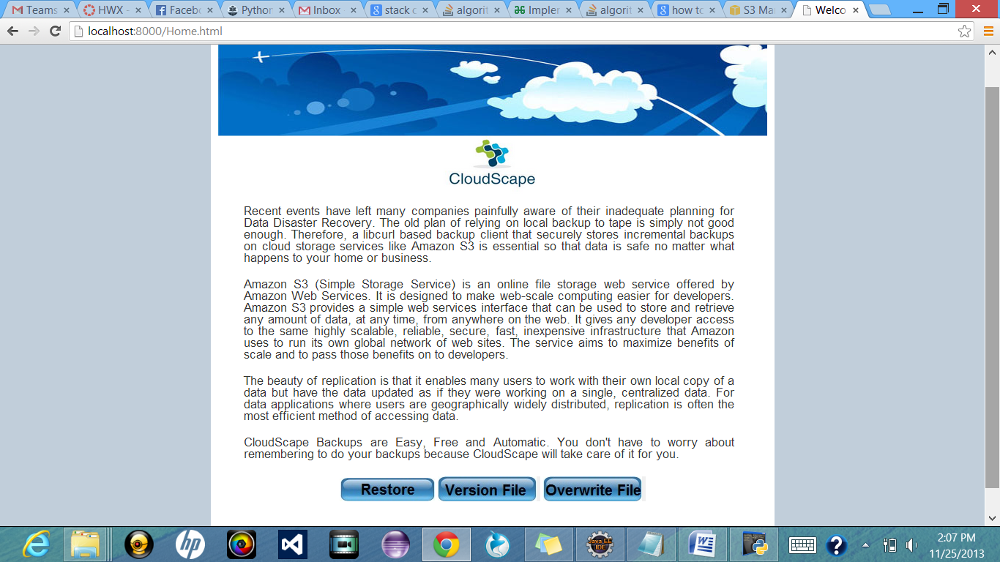 Teams
HWX -
Faceb
Python
Inbox
stack o
algorit
Implem
algorit
how to
S3 Ma
Welco
localhost:8000/Home.html
CloudScape
Recent events have left many companies painfully aware of their inadequate planning for
Data Disaster Recovery. The old plan of relying on local backup to tape is simply not good
enough. Therefore, a libcurl based backup client that securely stores incremental backups
on cloud storage services like Amazon S3 is essential so that data is safe no matter what
happens to your home or business.
Amazon S3 (Simple Storage Service) is an online file storage web service offered by
Amazon Web Services. It is designed to make web-scale computing easier for developers.
Amazon S3 provides a simple web services interface that can be used to store and retrieve
any amount of data, at any time, from anywhere on the web. It gives any developer access
to the same highly scalable, reliable, secure, fast, inexpensive infrastructure that Amazon
uses to run its own global network of web sites. The service aims to maximize benefits of
scale and to pass those benefits on to developers.
The beauty of replication is that it enables many users to work with their own local copy of a
data but have the data updated as if they were working on a single, centralized data. For
data applications where users are geographically widely distributed, replication is often the
most efficient method of accessing data.
CloudScape Backups are Easy, Free and Automatic. You don't have to worry about
remembering to do your backups because CloudScape will take care of it for you.
Restore
Version File
Overwrite File
hp
Java EE
IDE
2:07 PM
11/25/2013